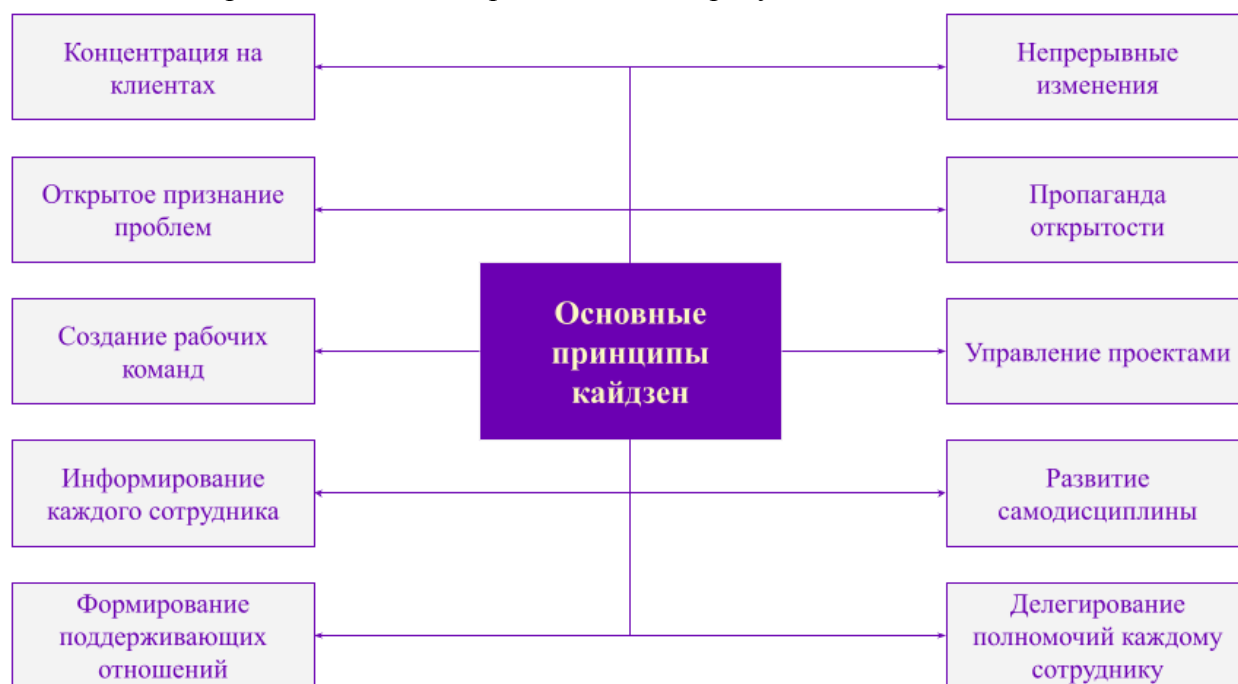 Концентрация на
клиентах
Непрерывные
изменения
Открытое признание
проблем
Пропаганда
открытости
Основные
принципы
кайдзен
Создание рабочих
команд
Управление проектами
Информирование
каждого сотрудника
Развитие
самодисциплины
Формирование
поддерживающих
отношений
Делегирование
полномочий каждому
сотруднику